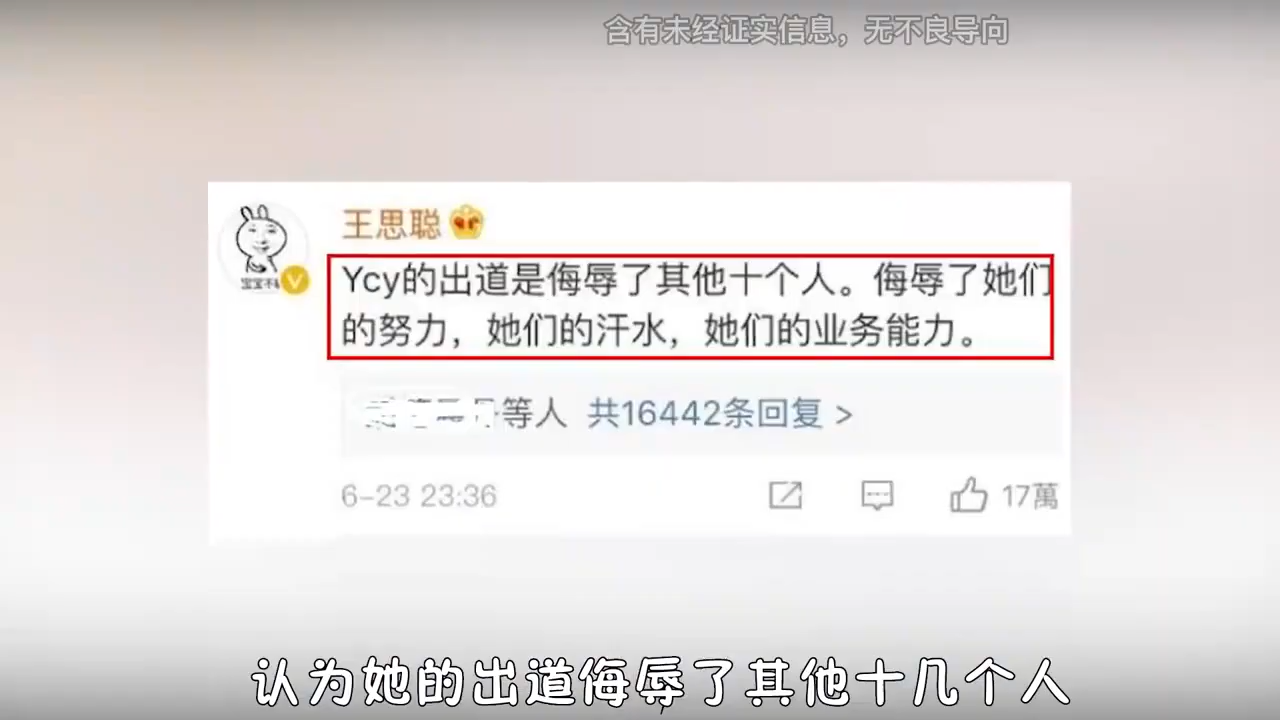 含有未经证实信息，无不良导向
王思聪
宝宝不
Ycy的出道是侮辱了其他十个人。侮辱了她们
的努力，她们的汗水，她们的业务能力。
等人 共16442条回复 >
6-23 23:36
17萬
认为她的出道侮辱了其他十几个人